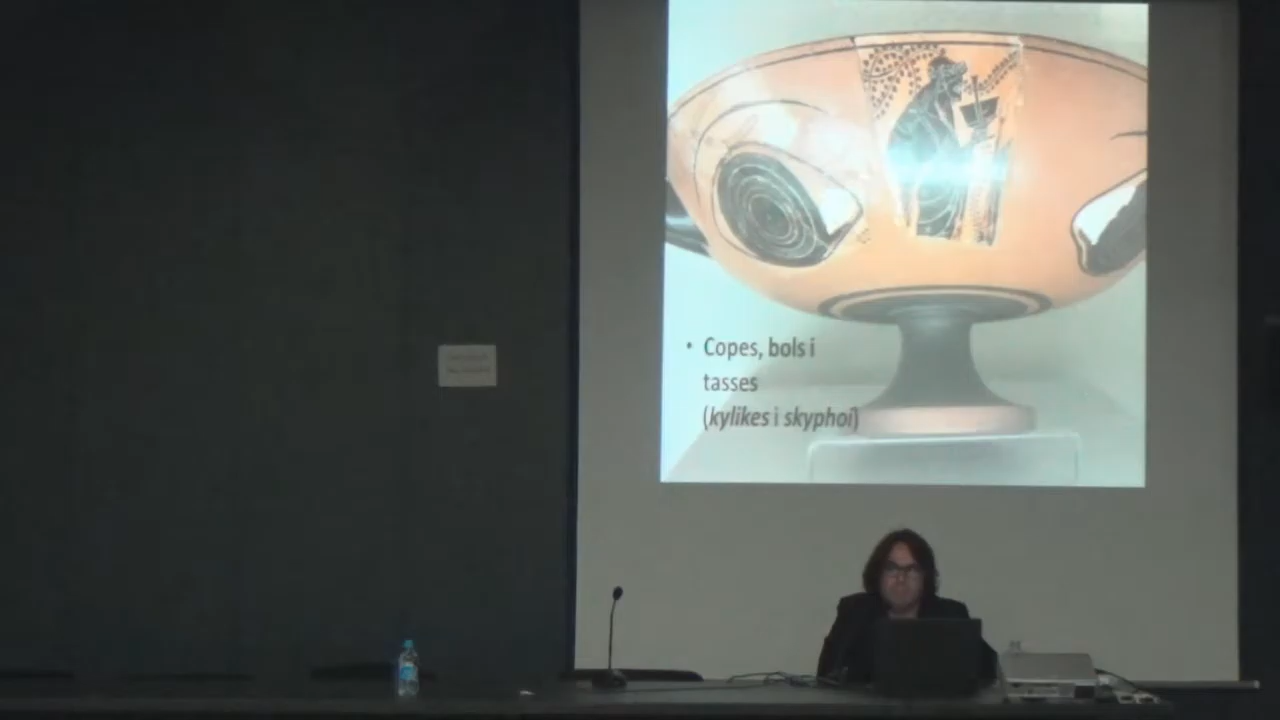 • Copes, bols i
tasses
(kylikes i skyphoi)